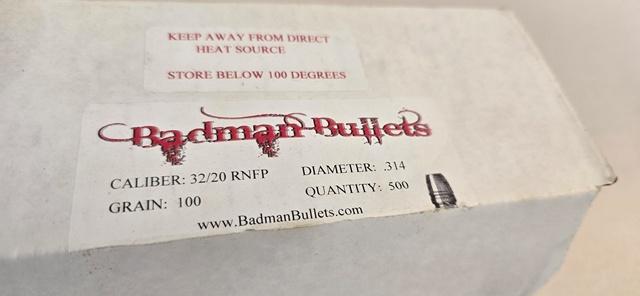 KEEP AWAY FROM DIRECT
HEAT SOURCE
STORE BELOW 100 DEGREES
Badman Bullets
CALIBER: 32/20 RNFP DIAMETER: .314
GRAIN: 100 QUANTITY: 500
www.BadmanBullets.com